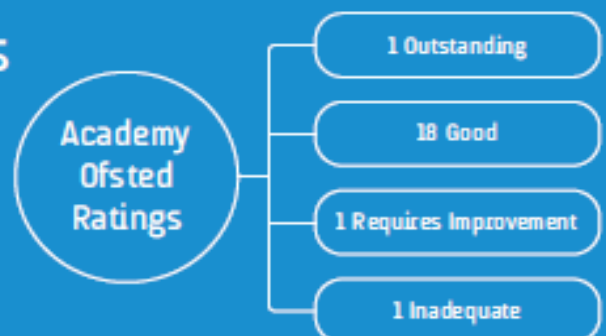 Academy
Ofsted
Ratings
1 Outstanding
18 Good
1 Requires Improvement
1 Inadequate